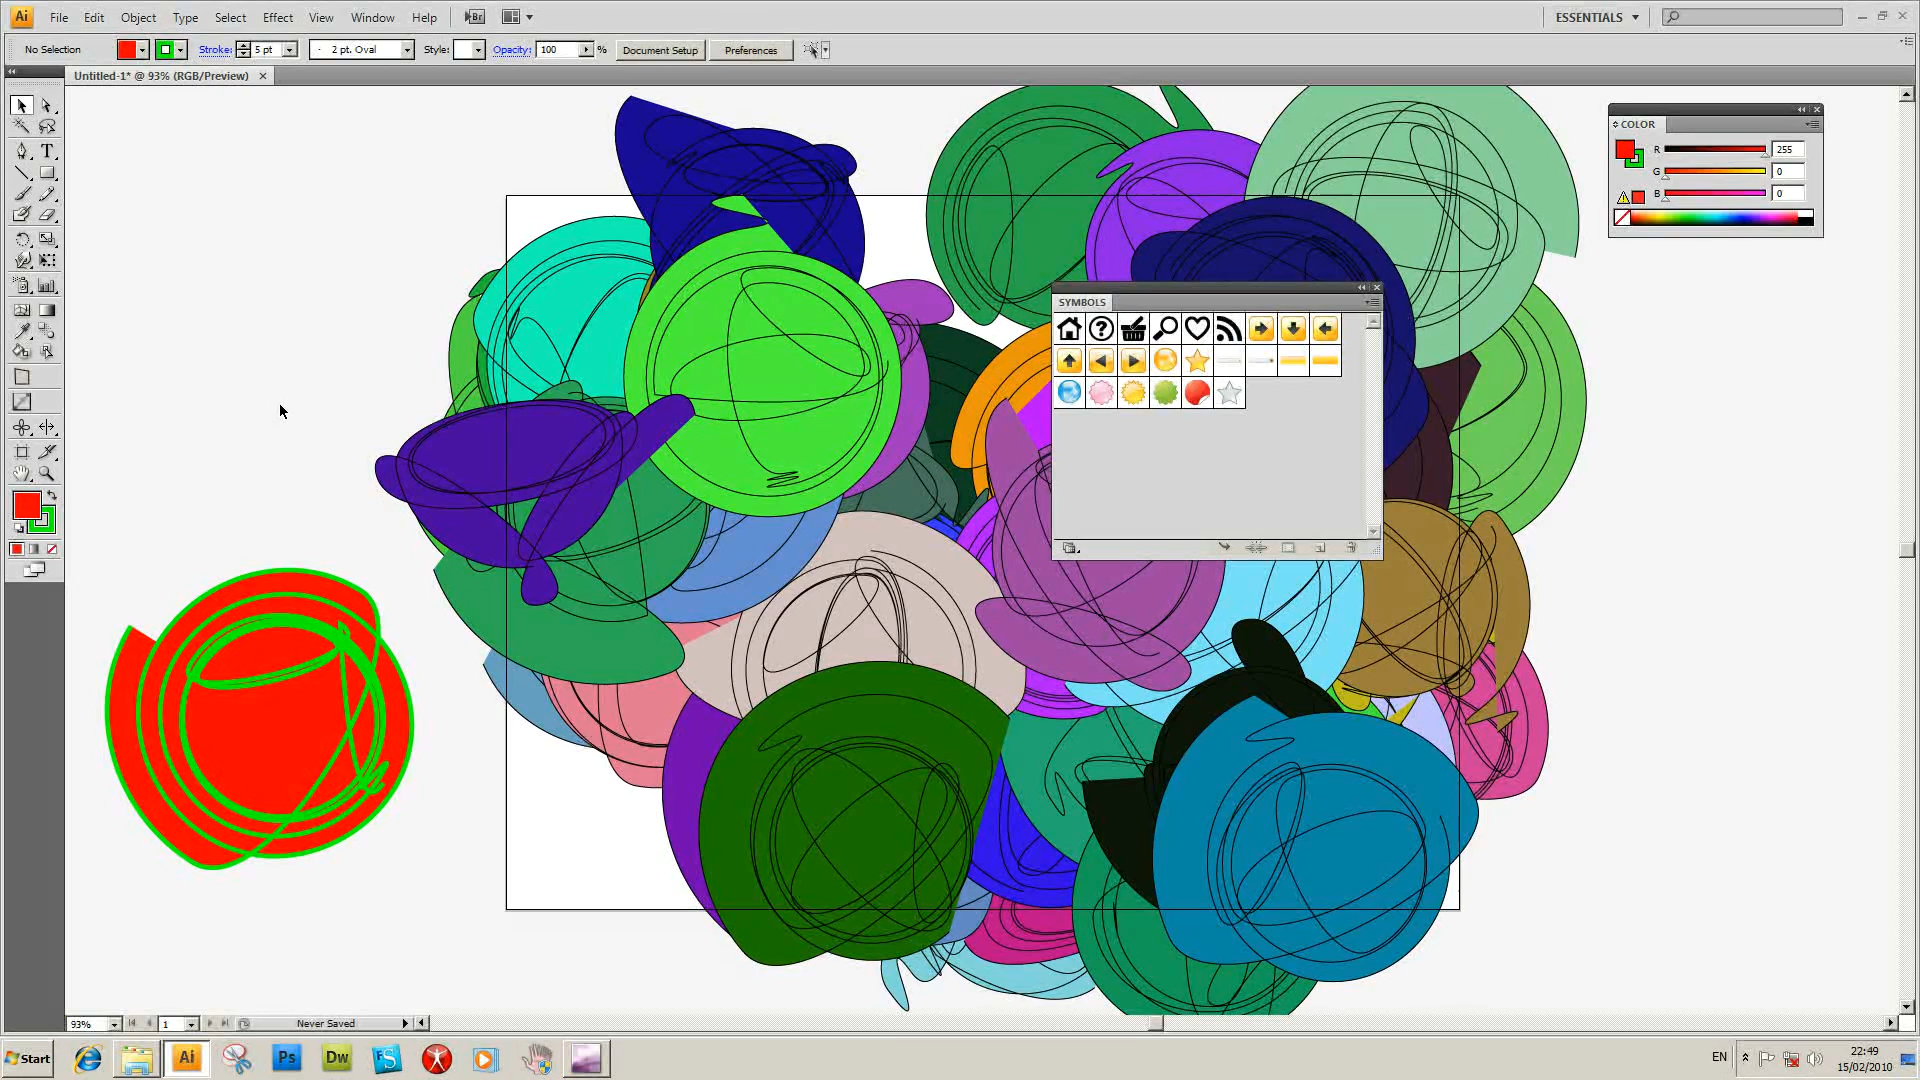 Ai File Edit Object Type Select Effect View Window Help Br ESSENTIALS
No Selection Stroke: 5 pt 2 pt. Oval Style: Opacity: 100 % Document Setup Preferences
Untitled-1* @ 93% (RGB/Preview)
COLOR
R 255
G 0
B 0
SYMBOLS
T
93% 1 Never Saved
Start Ai Ps Dw EN 22:49
15/02/2010